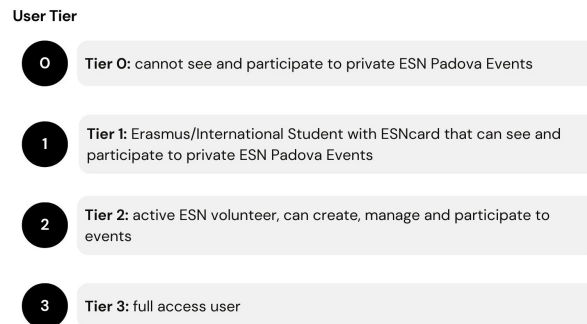 User Tier
0
Tier 0: cannot see and participate to private ESN Padova Events
1
Tier 1: Erasmus/International Student with ESNcard that can see and
participate to private ESN Padova Events
2
Tier 2: active ESN volunteer, can create, manage and participate to
events
3
Tier 3: full access user